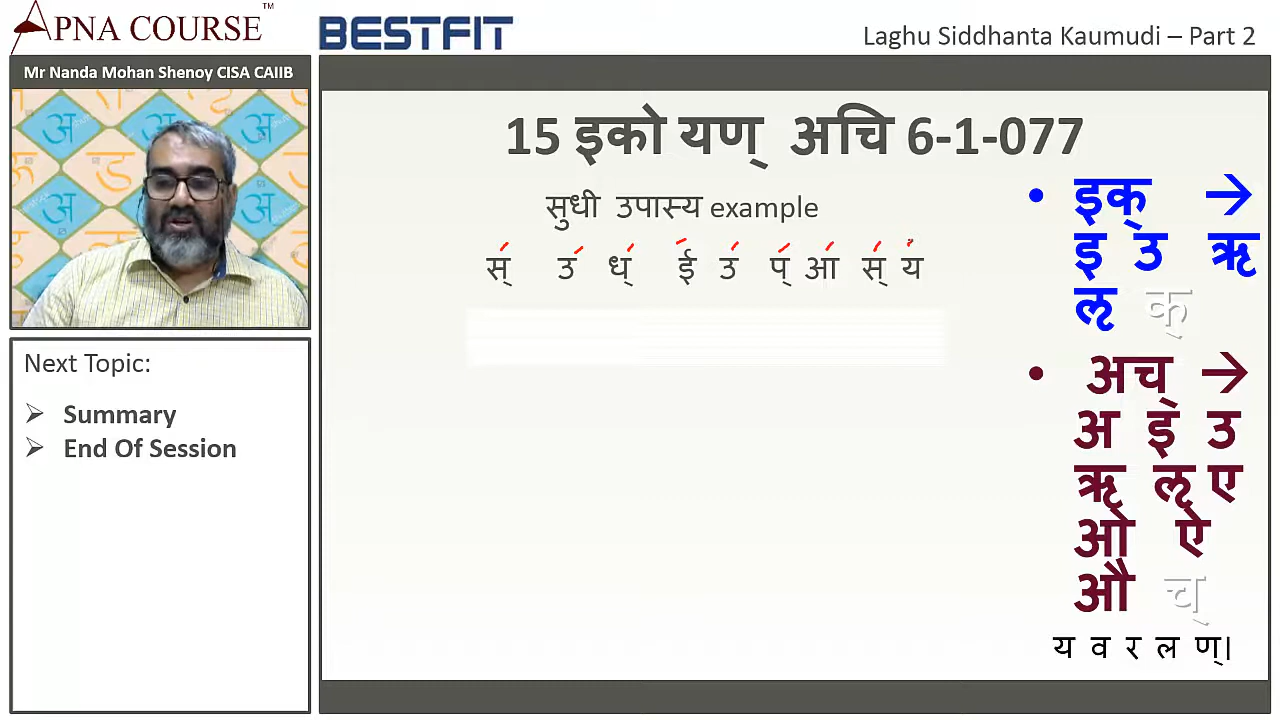 APNA COURSE™
BESTFIT
Laghu Siddhanta Kaumudi – Part 2
Mr Nanda Mohan Shenoy CISA CAIIB
Next Topic:
➢ Summary
➢ End Of Session
15 इको यण् अचि 6-1-077
सुधी उपास्य example
स् उ ध् ई उ प् आ स् य
• इक् →
इ उ ऋ
ऌ क्
• अच् →
अ इ उ
ऋ ऌ ए
ओ ऐ
औ च्
य व र ल ण्।